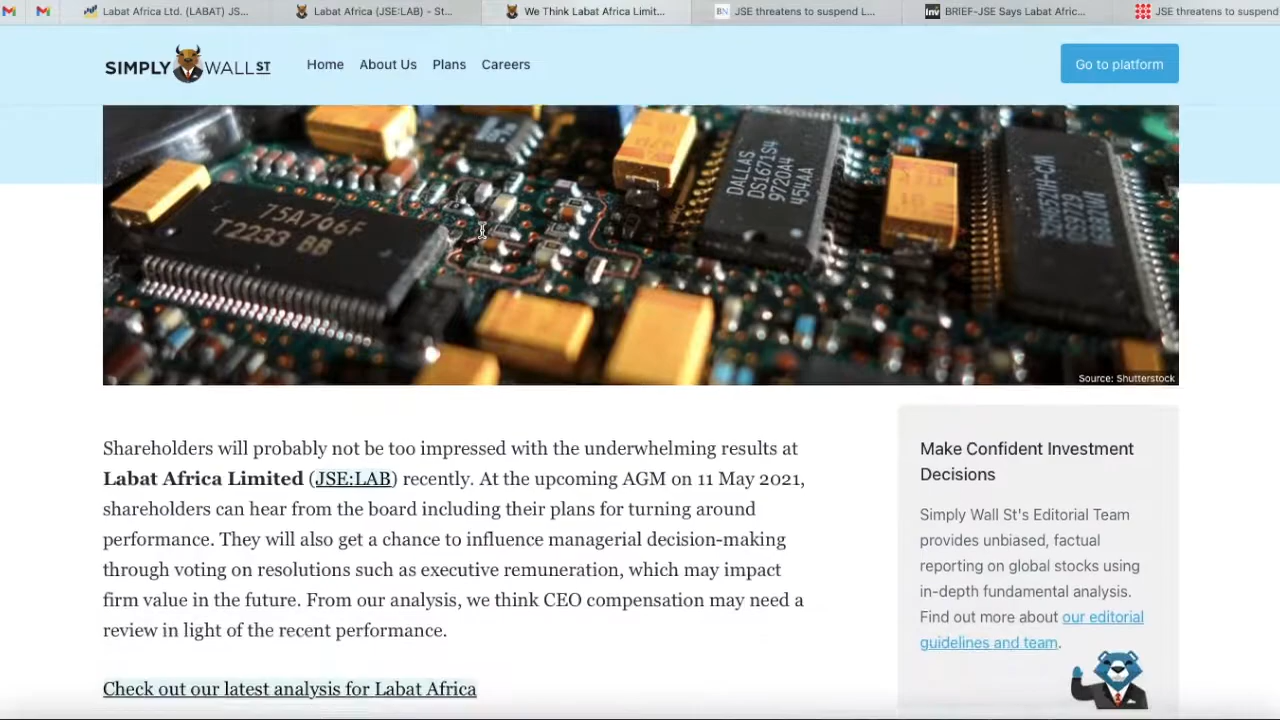 Labat Africa Ltd. (LABAT) JS...
Labat Africa (JSE:LAB) - St...
We Think Labat Africa Limit...
BN
JSE threatens to suspend L...
Inv
BRIEF-JSE Says Labat Afric...
JSE threatens to suspend
SIMPLY WALL ST
Home
About Us
Plans
Careers
Go to platform
75A706F
T2233 BB
DALLAS
DS1671S4
9720A4
454AA
Source: Shutterstock
Shareholders will probably not be too impressed with the underwhelming results at
Labat Africa Limited (JSE:LAB) recently. At the upcoming AGM on 11 May 2021,
shareholders can hear from the board including their plans for turning around
performance. They will also get a chance to influence managerial decision-making
through voting on resolutions such as executive remuneration, which may impact
firm value in the future. From our analysis, we think CEO compensation may need a
review in light of the recent performance.
Check out our latest analysis for Labat Africa
Make Confident Investment
Decisions
Simply Wall St's Editorial Team
provides unbiased, factual
reporting on global stocks using
in-depth fundamental analysis.
Find out more about our editorial
guidelines and team.